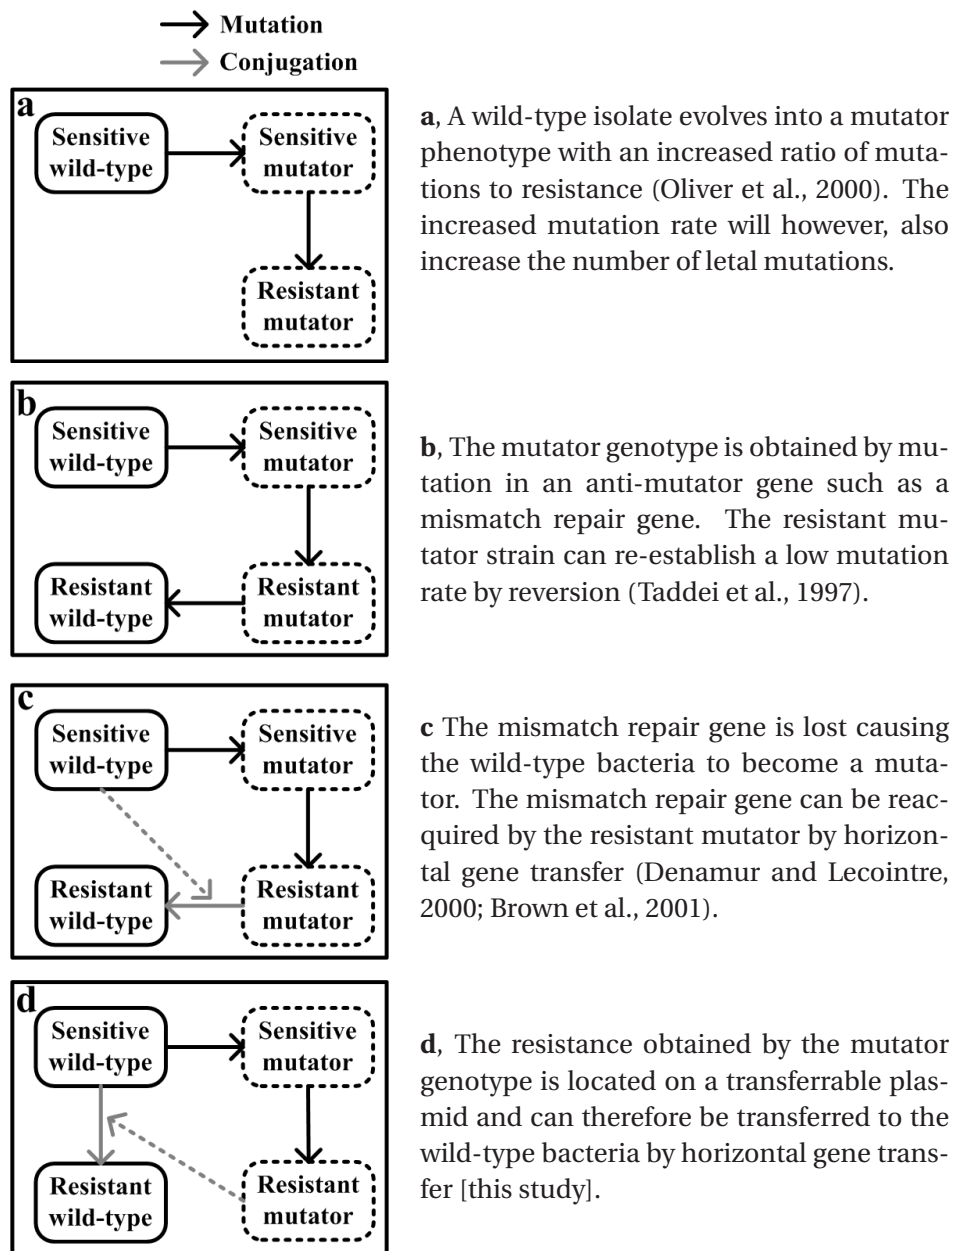 Mutation
Conjugation
a
Sensitive
wild-type
Sensitive
mutator
Resistant
mutator
a, A wild-type isolate evolves into a mutator
phenotype with an increased ratio of muta-
tions to resistance (Oliver et al., 2000). The
increased mutation rate will however, also
increase the number of letal mutations.
b
Sensitive
wild-type
Sensitive
mutator
Resistant
wild-type
Resistant
mutator
b, The mutator genotype is obtained by mu-
tation in an anti-mutator gene such as a
mismatch repair gene. The resistant mu-
tator strain can re-establish a low mutation
rate by reversion (Taddei et al., 1997).
c
Sensitive
wild-type
Sensitive
mutator
Resistant
wild-type
Resistant
mutator
c The mismatch repair gene is lost causing
the wild-type bacteria to become a muta-
tor. The mismatch repair gene can be reac-
quired by the resistant mutator by horizon-
tal gene transfer (Denamur and Lecointre,
2000; Brown et al., 2001).
d
Sensitive
wild-type
Sensitive
mutator
Resistant
wild-type
Resistant
mutator
d, The resistance obtained by the mutator
genotype is located on a transferrable plas-
mid and can therefore be transferred to the
wild-type bacteria by horizontal gene trans-
fer [this study].